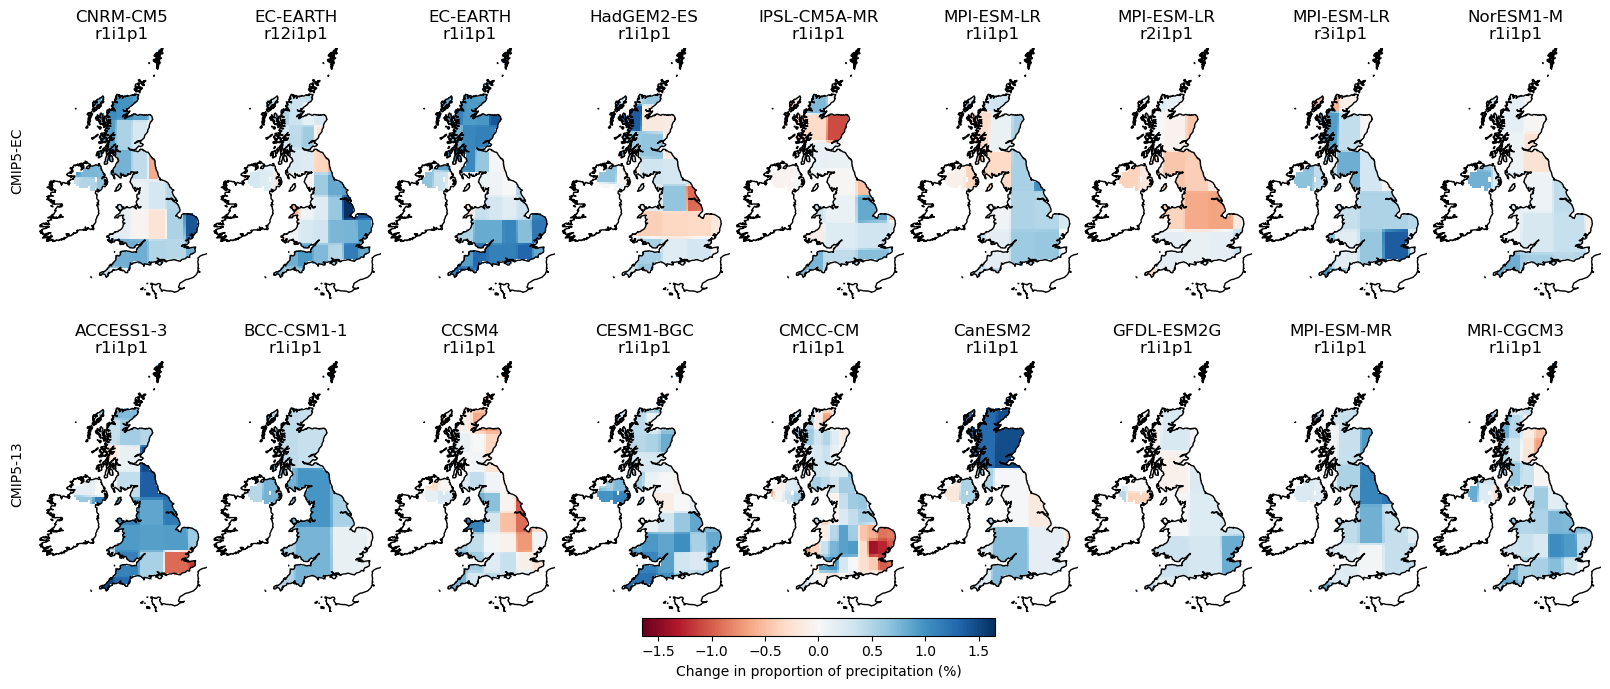 CNRM-CM5 EC-EARTH EC-EARTH HadGEM2-ES IPSL-CM5A-MR MPI-ESM-LR MPI-ESM-LR MPI-ESM-LR NorESM1-M
r1i1p1 r12i1p1 r1i1p1 r1i1p1 r1i1p1 r1i1p1 r2i1p1 r3i1p1 r1i1p1
CMIP5-EC
ACCESS1-3 BCC-CSM1-1 CCSM4 CESM1-BGC CMCC-CM CanESM2 GFDL-ESM2G MPI-ESM-MR MRI-CGCM3
r1i1p1 r1i1p1 r1i1p1 r1i1p1 r1i1p1 r1i1p1 r1i1p1 r1i1p1 r1i1p1
CMIP5-13
−1.5 −1.0 −0.5 0.0 0.5 1.0 1.5
Change in proportion of precipitation (%)